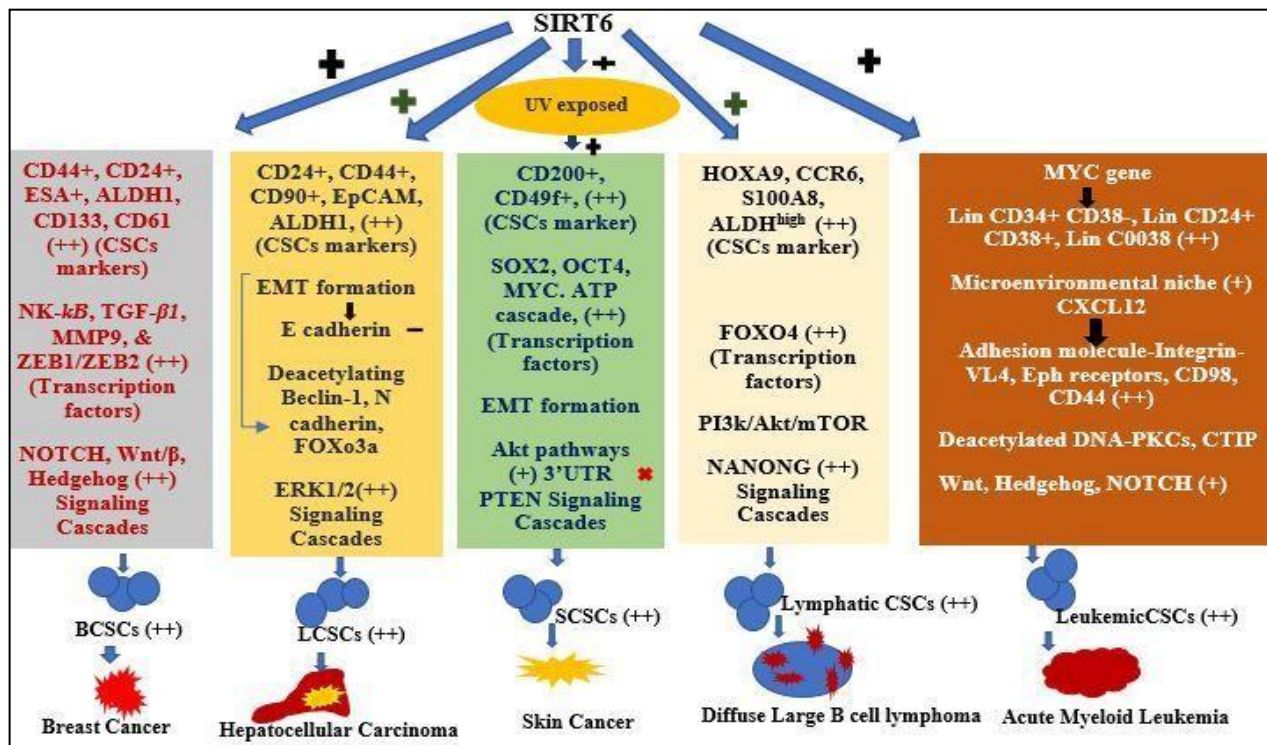 SIRT6
UV exposed
CD44+, CD24+,
ESA+, ALDH1,
CD133, CD61
(++) (CSCs
markers)
NK-kB, TGF-β1,
MMP9, &
ZEB1/ZEB2 (++)
(Transcription
factors)
NOTCH, Wnt/β,
Hedgehog (++)
Signaling
Cascades
BCSCs (++)
Breast Cancer
CD24+, CD44+,
CD90+, EpCAM,
ALDH1, (++)
(CSCs markers)
EMT formation
E cadherin
Deacetylating
Beclin-1, N
cadherin,
FOXo3a
ERK1/2(++)
Signaling
Cascades
LCSCs (++)
Hepatocellular Carcinoma
CD200+,
CD49f+, (++)
(CSCs marker)
SOX2, OCT4,
MYC. ATP
cascade, (++)
(Transcription
factors)
EMT formation
Akt pathways
(+) 3’UTR
PTEN Signaling
Cascades
SCSCs (++)
Skin Cancer
HOXA9, CCR6,
S100A8,
ALDHhigh (++)
(CSCs marker)
FOXO4 (++)
(Transcription
factors)
PI3k/Akt/mTOR
NANONG (++)
Signaling
Cascades
Lymphatic CSCs (++)
Diffuse Large B cell lymphoma
MYC gene
Lin CD34+ CD38-, Lin CD24+
CD38+, Lin C0038 (++)
Microenvironmental niche (+)
CXCL12
Adhesion molecule-Integrin-
VL4, Eph receptors, CD98,
CD44 (++)
Deacetylated DNA-PKCs, CTIP
Wnt, Hedgehog, NOTCH (+)
LeukemicCSCs (++)
Acute Myeloid Leukemia